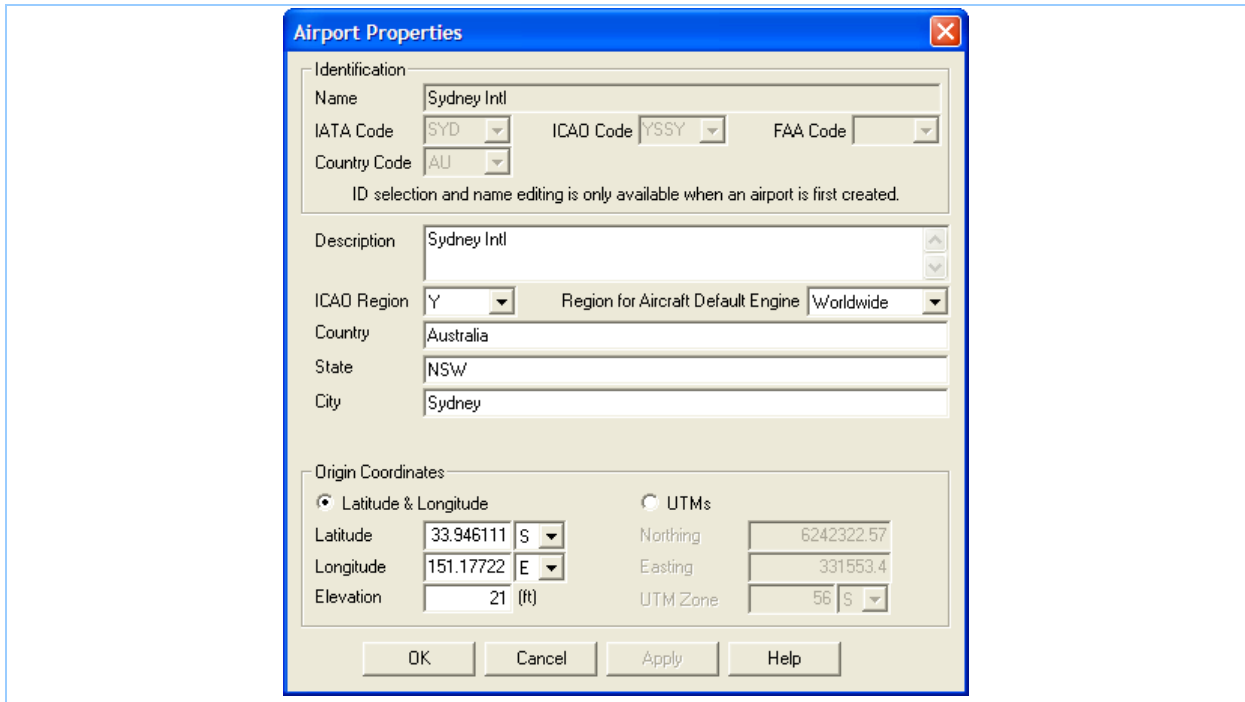 Airport Properties
Identification
Name Sydney Intl
IATA Code SYD ICAO Code YSSY FAA Code
Country Code AU
ID selection and name editing is only available when an airport is first created.
Description Sydney Intl
ICAO Region Y Region for Aircraft Default Engine Worldwide
Country Australia
State NSW
City Sydney
Origin Coordinates
Latitude & Longitude UTMs
Latitude 33.946111 S Northing 6242322.57
Longitude 151.17722 E Easting 331553.4
Elevation 21 (ft) UTM Zone 56 S
OK Cancel Apply Help